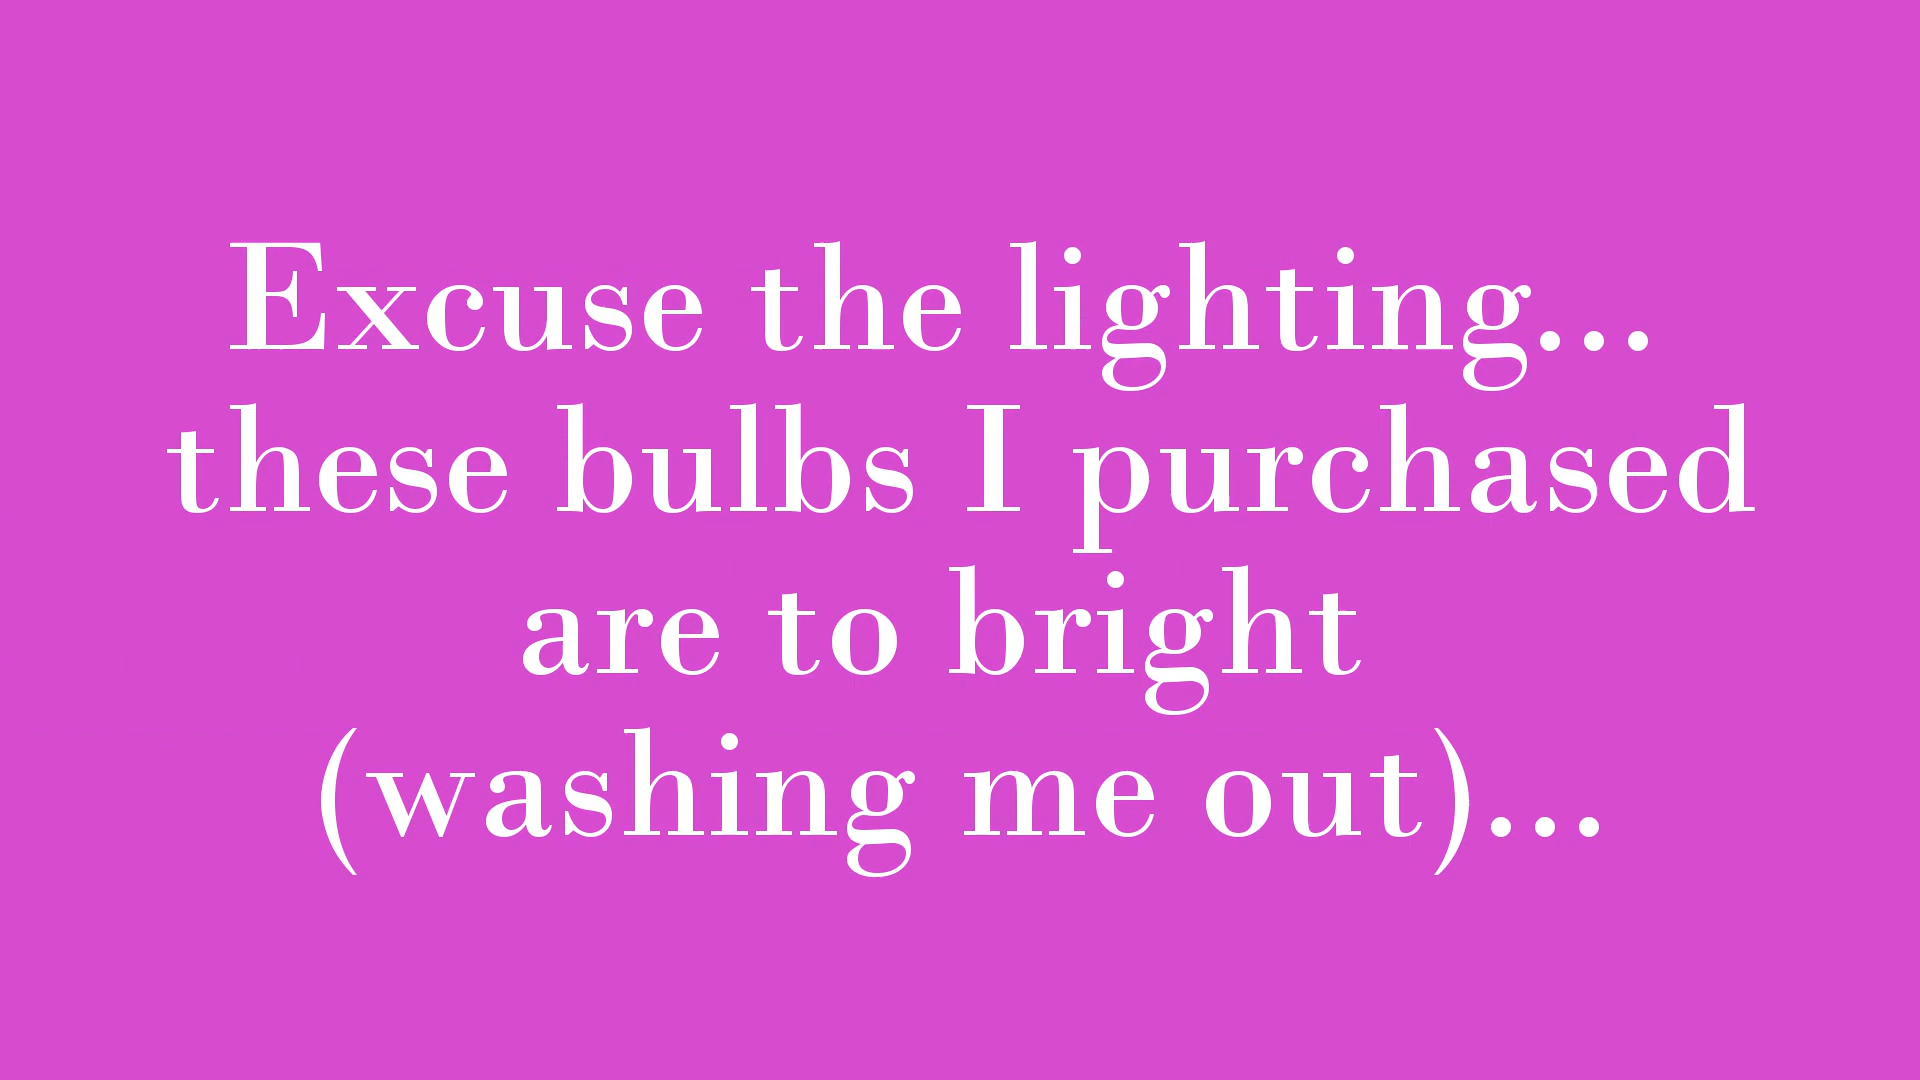 Excuse the lighting...
these bulbs I purchased
are to bright
(washing me out)...